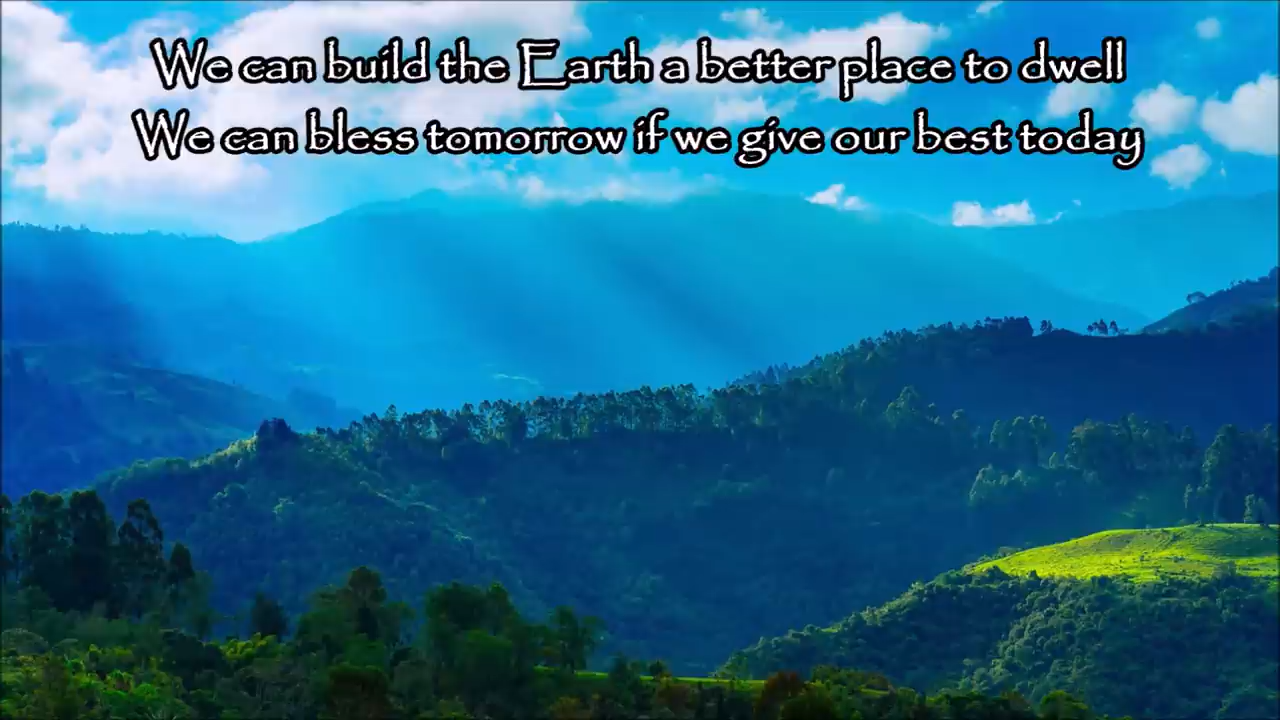 We can build the Earth a better place to dwell
We can bless tomorrow if we give our best today